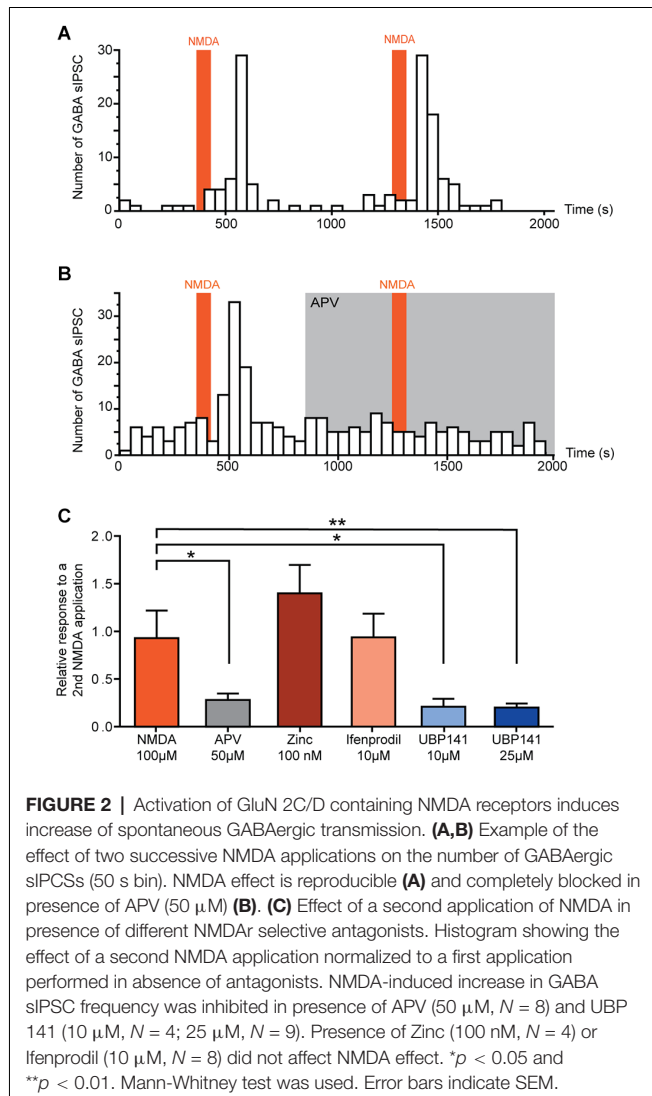 A
NMDA
NMDA
Number of GABA sIPSC
30
20
10
0
0
500
1000
1500
2000
Time (s)
B
NMDA
NMDA
APV
Number of GABA sIPSC
30
20
10
0
0
500
1000
1500
2000
Time (s)
C
**
*
*
Relative response to a
2nd NMDA application
2.0
1.5
1.0
0.5
0.0
NMDA
100µM
APV
50µM
Zinc
100 nM
Ifenprodil
10µM
UBP141
10µM
UBP141
25µM
FIGURE 2 | Activation of GluN 2C/D containing NMDA receptors induces
increase of spontaneous GABAergic transmission. (A,B) Example of the
effect of two successive NMDA applications on the number of GABAergic
sIPCSs (50 s bin). NMDA effect is reproducible (A) and completely blocked in
presence of APV (50 µM) (B). (C) Effect of a second application of NMDA in
presence of different NMDAr selective antagonists. Histogram showing the
effect of a second NMDA application normalized to a first application
performed in absence of antagonists. NMDA-induced increase in GABA
sIPSC frequency was inhibited in presence of APV (50 µM, N = 8) and UBP
141 (10 µM, N = 4; 25 µM, N = 9). Presence of Zinc (100 nM, N = 4) or
Ifenprodil (10 µM, N = 8) did not affect NMDA effect. *p < 0.05 and
**p < 0.01. Mann-Whitney test was used. Error bars indicate SEM.